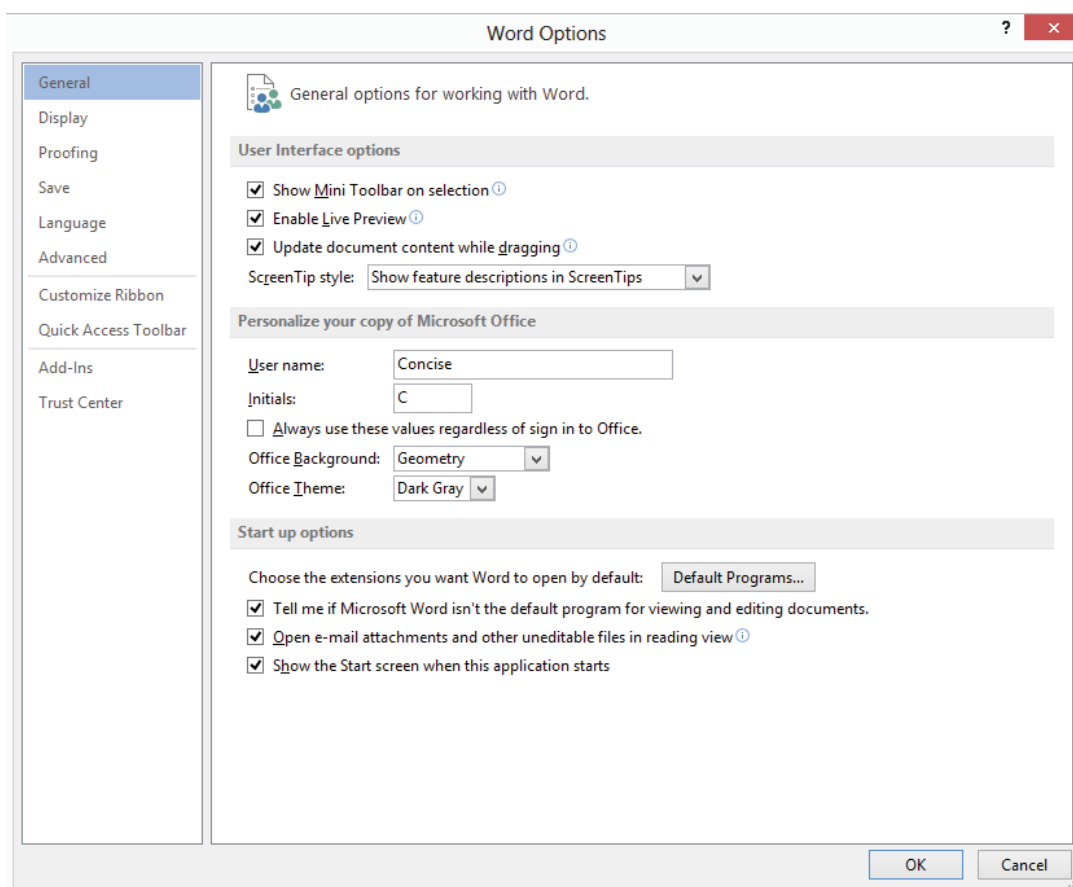 Word Options
?
General
Display
Proofing
Save
Language
Advanced
Customize Ribbon
Quick Access Toolbar
Add-Ins
Trust Center
General options for working with Word.
User Interface options
Show Mini Toolbar on selection
Enable Live Preview
Update document content while dragging
ScreenTip style: Show feature descriptions in ScreenTips
Personalize your copy of Microsoft Office
User name: Concise
Initials: C
Always use these values regardless of sign in to Office.
Office Background: Geometry
Office Theme: Dark Gray
Start up options
Choose the extensions you want Word to open by default: Default Programs...
Tell me if Microsoft Word isn't the default program for viewing and editing documents.
Open e-mail attachments and other uneditable files in reading view
Show the Start screen when this application starts
OK Cancel